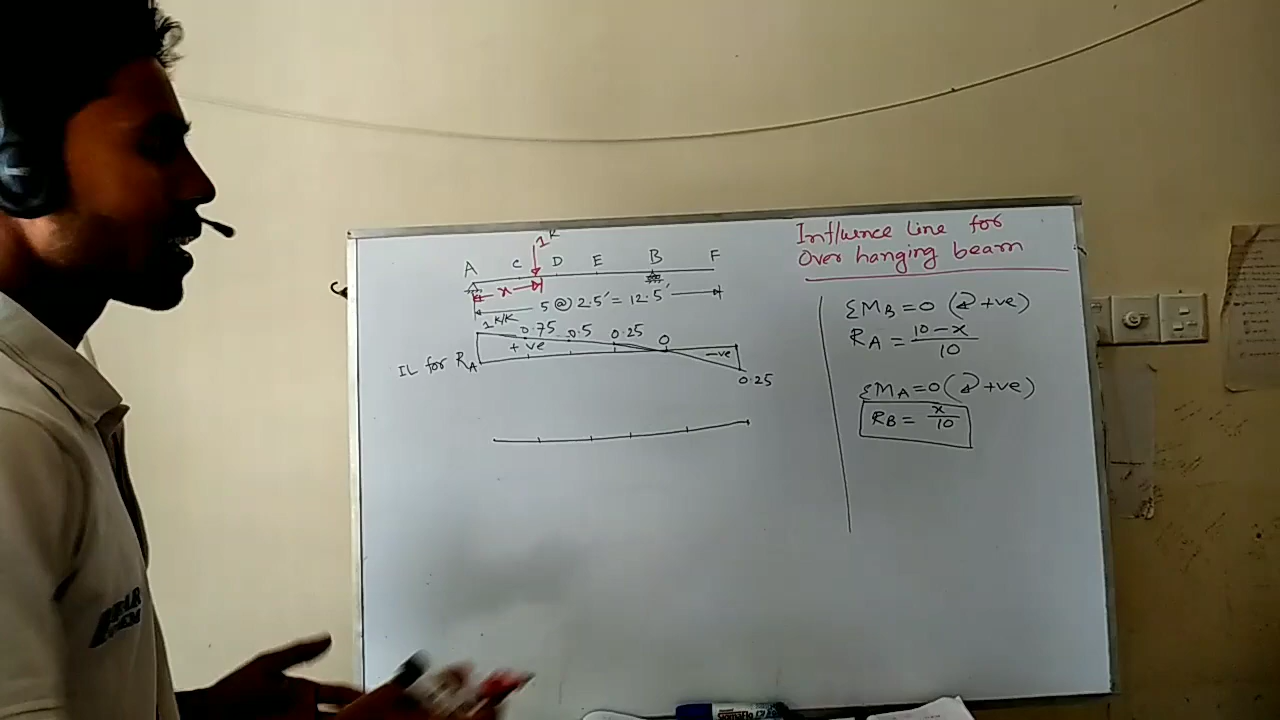 Influence Line for
Over hanging beam
1K
A C D E B F
x
5 @ 2.5' = 12.5'
1 K/K 0.75 0.5 0.25 0
+ve
-ve
IL for RA
0.25
ΣMB = 0 (↻ +ve)
RA = 10-x/10
ΣMA = 0 (↻ +ve)
RB = x/10